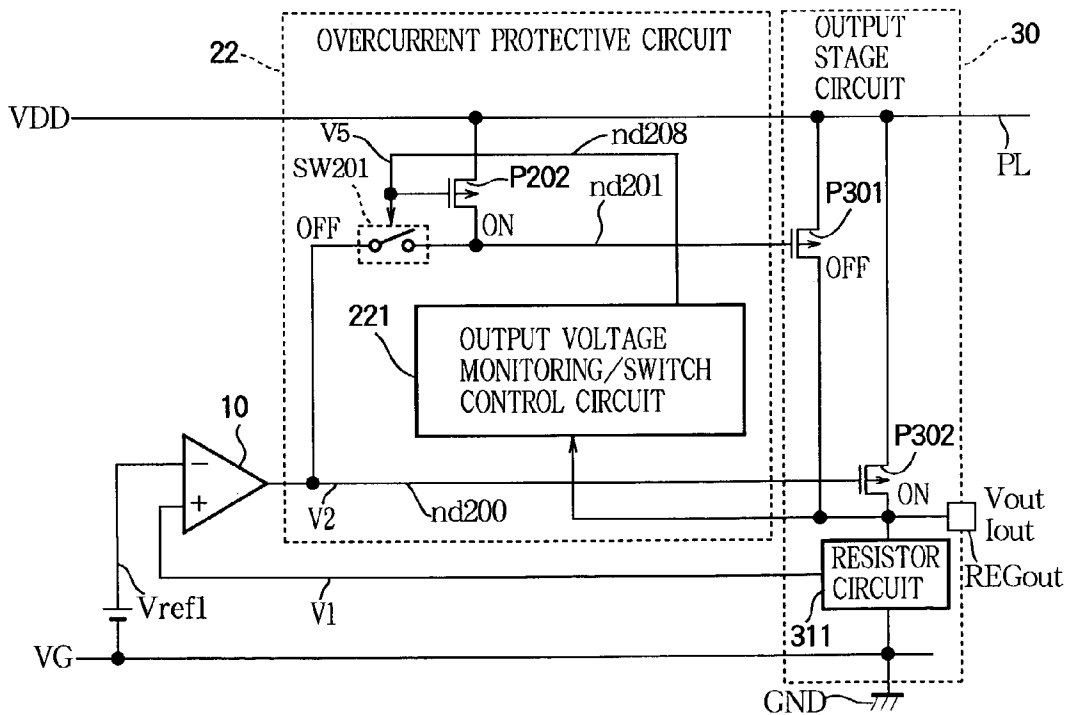 OVERCURRENT PROTECTIVE CIRCUIT
22
OUTPUT
STAGE
CIRCUIT
30
VDD
V5
nd208
PL
SW201
P202
nd201
P301
OFF
ON
OFF
221
OUTPUT VOLTAGE
MONITORING/SWITCH
CONTROL CIRCUIT
10
P302
−
+
ON
V2
nd200
Vout
Iout
REGout
RESISTOR
CIRCUIT
Vref1
V1
311
VG
GND